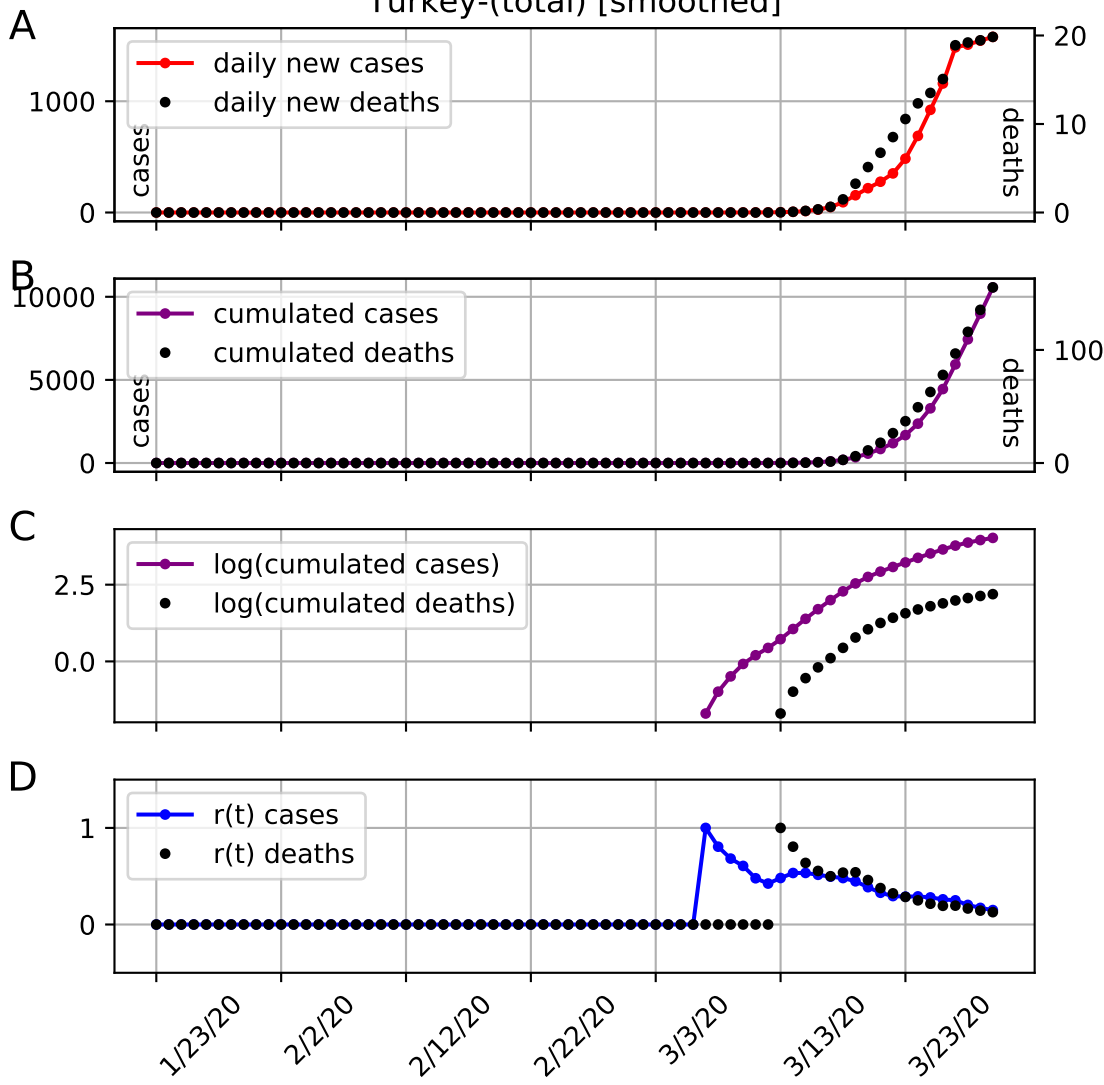 Turkey-(total) [smoothed]
A
daily new cases
daily new deaths
1000
0
cases
20
10
0
deaths
B
cumulated cases
cumulated deaths
10000
5000
0
cases
100
0
deaths
C
log(cumulated cases)
log(cumulated deaths)
2.5
0.0
D
r(t) cases
r(t) deaths
1
0
1/23/20
2/2/20
2/12/20
2/22/20
3/3/20
3/13/20
3/23/20